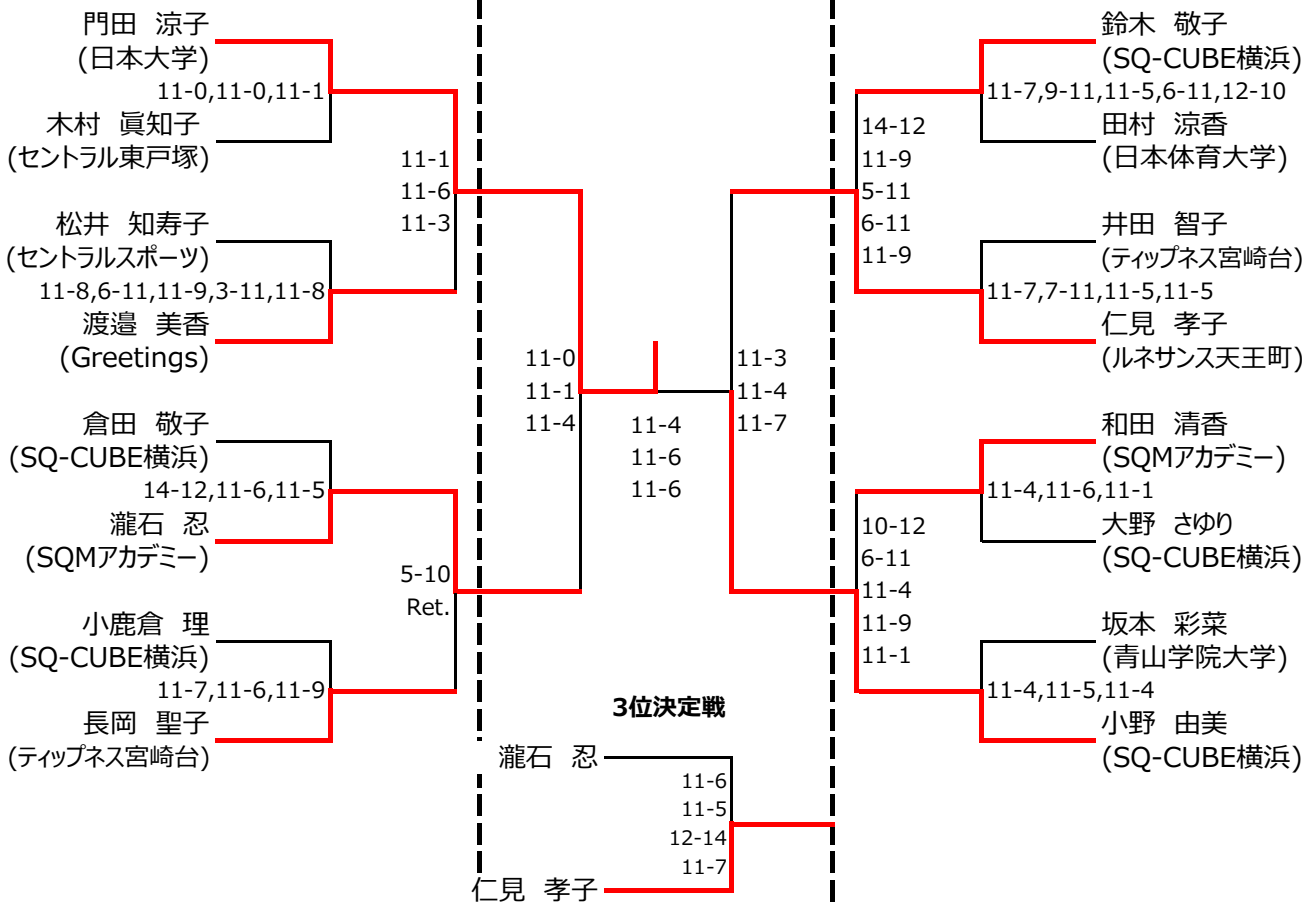 門田 涼子
(日本大学)
11-0,11-0,11-1
木村 眞知子
(セントラル東戸塚)
11-1
11-6
11-3
松井 知寿子
(セントラルスポーツ)
11-8,6-11,11-9,3-11,11-8
渡邉 美香
(Greetings)
倉田 敬子
(SQ-CUBE横浜)
14-12,11-6,11-5
瀧石 忍
(SQMアカデミー)
5-10
Ret.
小鹿倉 理
(SQ-CUBE横浜)
11-7,11-6,11-9
長岡 聖子
(ティップネス宮崎台)
11-0
11-1
11-4
11-4
11-6
11-6
11-3
11-4
11-7
鈴木 敬子
(SQ-CUBE横浜)
11-7,9-11,11-5,6-11,12-10
田村 涼香
(日本体育大学)
14-12
11-9
5-11
6-11
11-9
井田 智子
(ティップネス宮崎台)
11-7,7-11,11-5,11-5
仁見 孝子
(ルネサンス天王町)
和田 清香
(SQMアカデミー)
11-4,11-6,11-1
大野 さゆり
(SQ-CUBE横浜)
10-12
6-11
11-4
11-9
11-1
坂本 彩菜
(青山学院大学)
11-4,11-5,11-4
小野 由美
(SQ-CUBE横浜)
3位決定戦
瀧石 忍
11-6
11-5
12-14
11-7
仁見 孝子